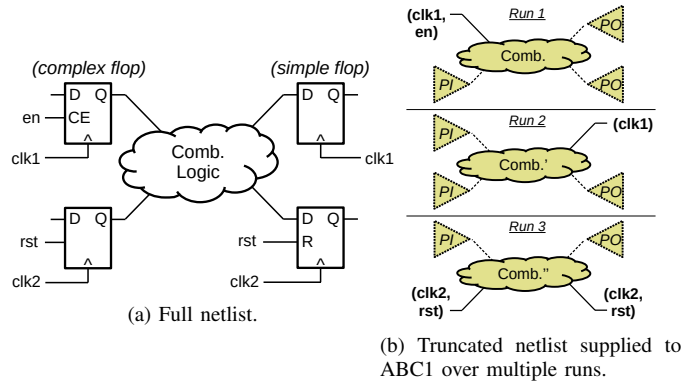 (complex flop)
(simple flop)
D Q
en
CE
^
clk1
D Q
^
clk1
Comb.
Logic
D Q
rst
^
clk2
D Q
rst
R
^
clk2
(a) Full netlist.
(clk1,
en)
Run 1
PO
Comb.
PI
PO
Run 2
PI
(clk1)
Comb.'
PI
PO
Run 3
PI
PO
Comb.''
(clk2,
rst)
(clk2,
rst)
(b) Truncated netlist supplied to
ABC1 over multiple runs.